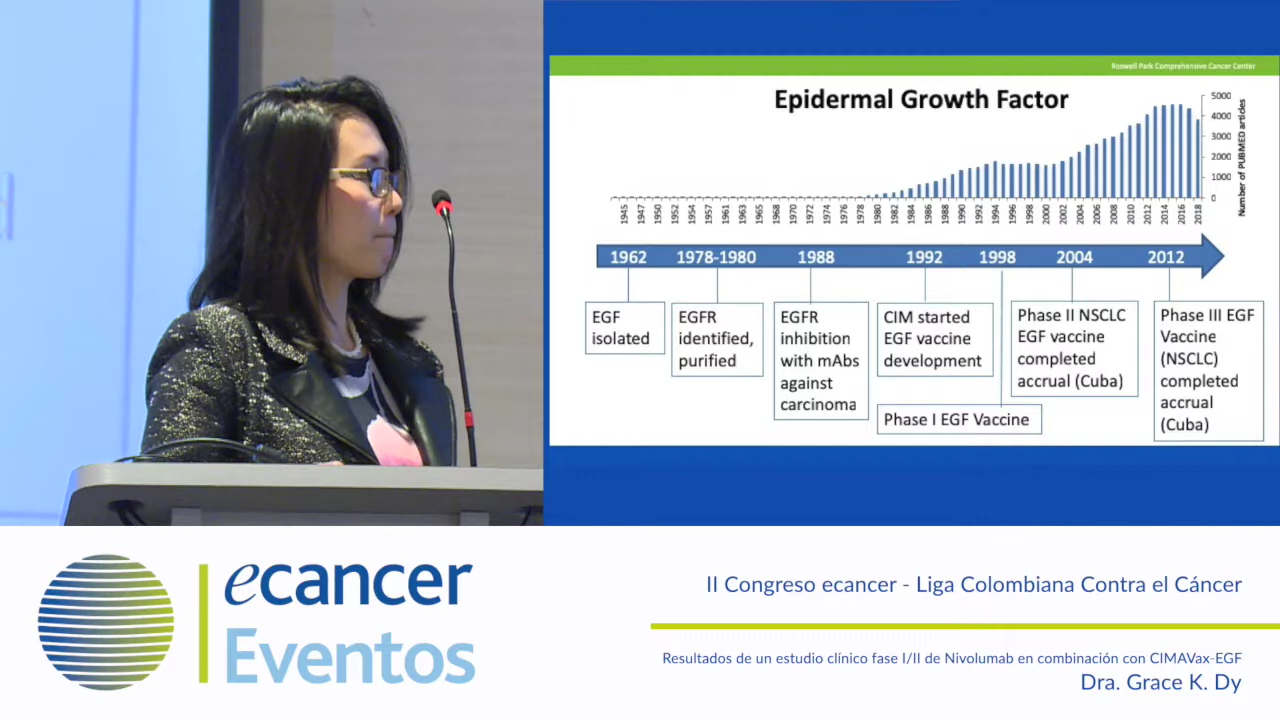 Roswell Park Comprehensive Cancer Center
Epidermal Growth Factor
5000
4000
3000
2000
1000
0
Number of PUBMED articles
1945
1947
1950
1952
1954
1957
1961
1963
1965
1968
1970
1972
1974
1976
1978
1980
1982
1984
1986
1988
1990
1992
1994
1996
1998
2000
2002
2004
2006
2008
2010
2012
2014
2016
2018
1962
1978-1980
1988
1992
1998
2004
2012
EGF
isolated
EGFR
identified,
purified
EGFR
inhibition
with mAbs
against
carcinoma
CIM started
EGF vaccine
development
Phase I EGF Vaccine
Phase II NSCLC
EGF vaccine
completed
accrual (Cuba)
Phase III EGF
Vaccine
(NSCLC)
completed
accrual
(Cuba)
ecancer
Eventos
II Congreso ecancer - Liga Colombiana Contra el Cáncer
Resultados de un estudio clínico fase I/II de Nivolumab en combinación con CIMAVax-EGF
Dra. Grace K. Dy